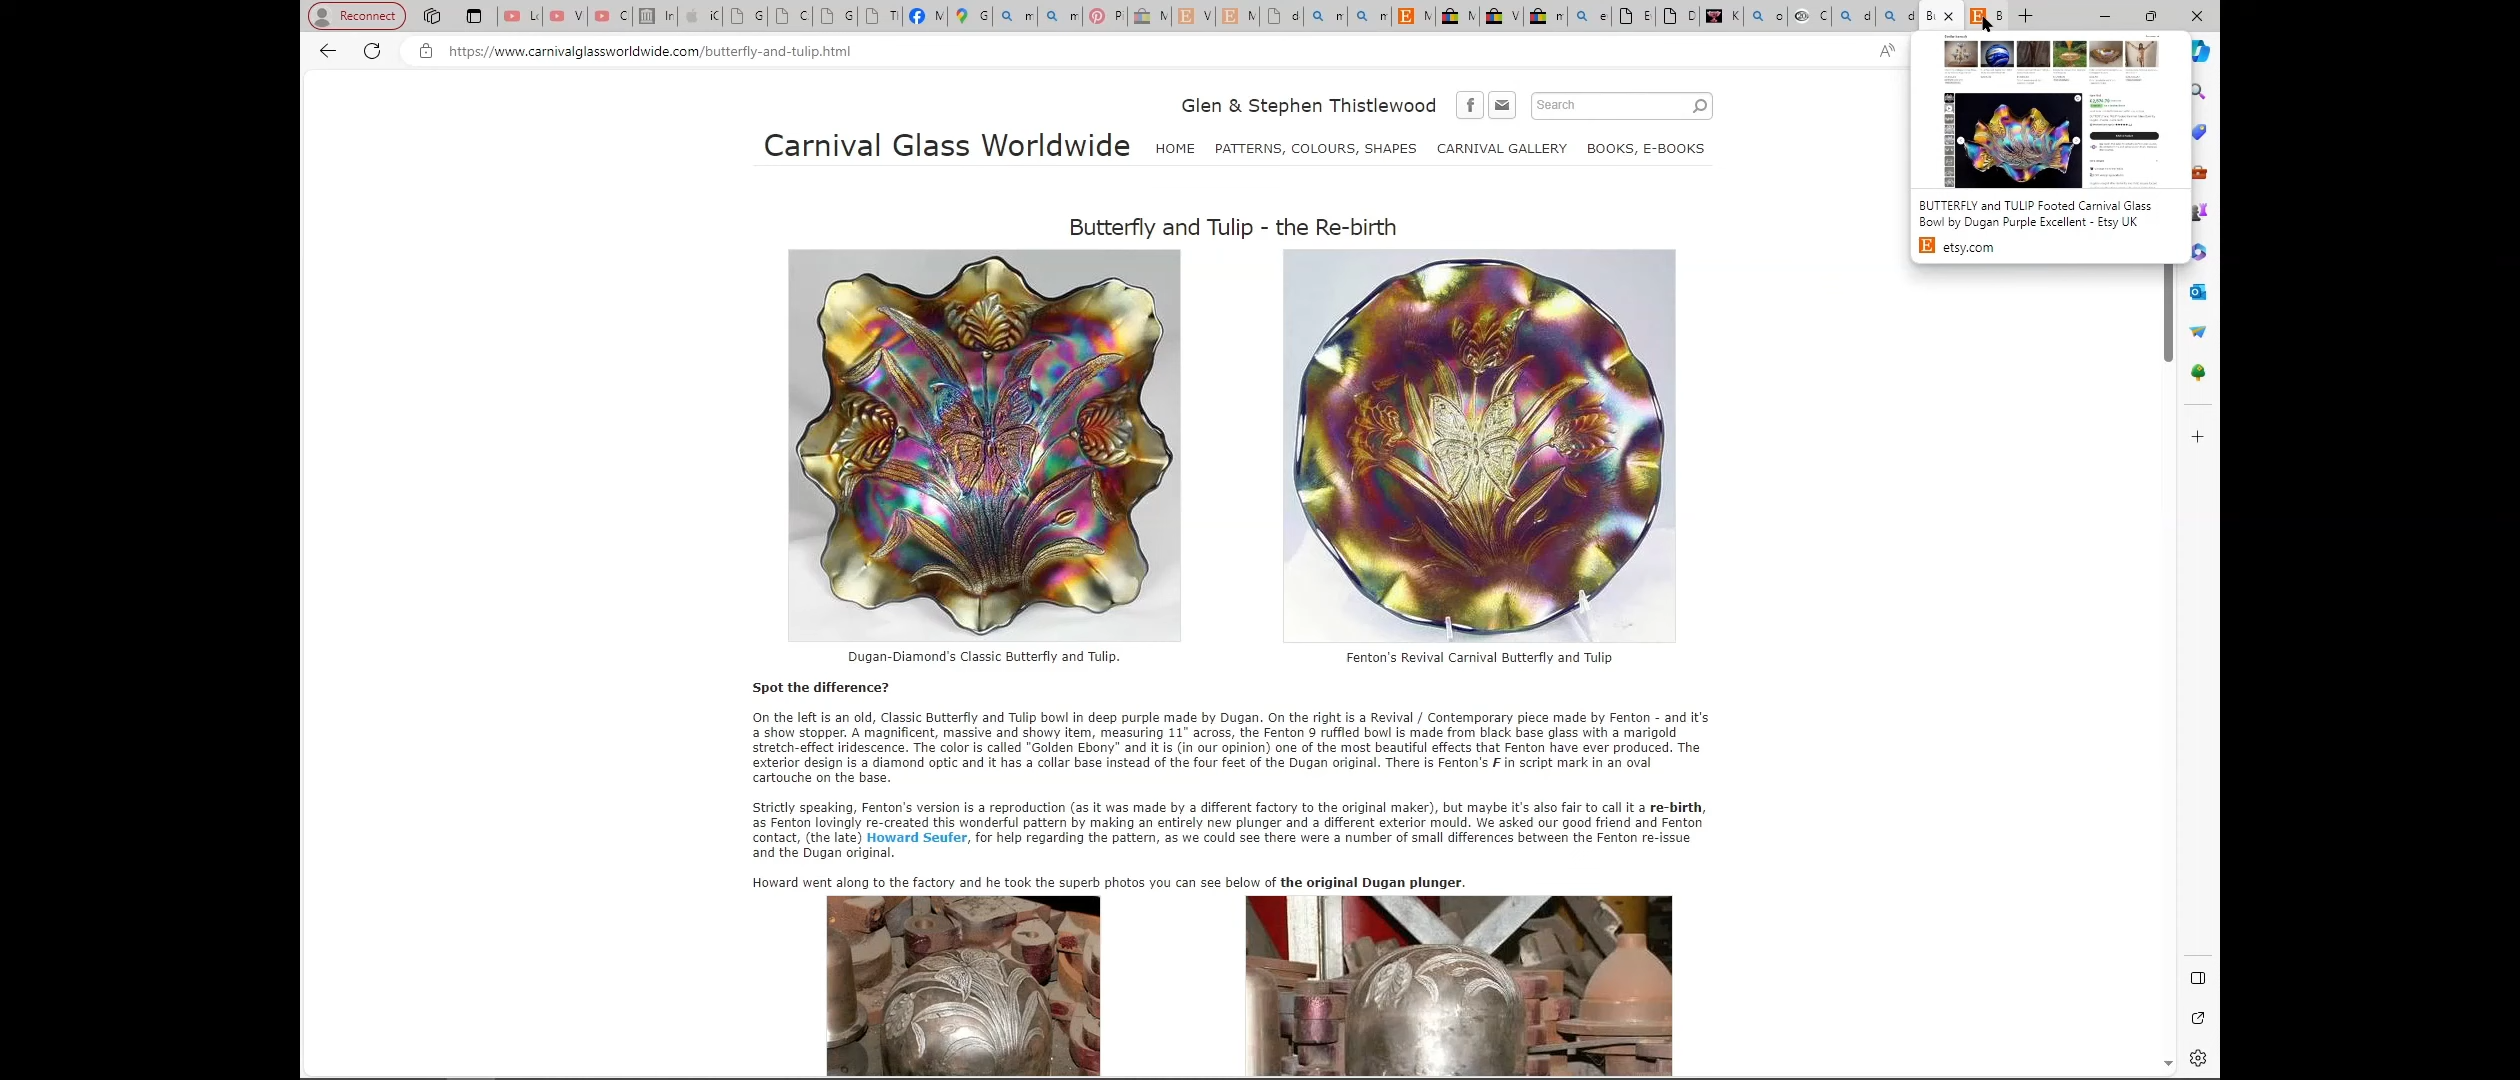 Reconnect
https://www.carnivalglassworldwide.com/butterfly-and-tulip.html
Glen & Stephen Thistlewood
Search
Carnival Glass Worldwide
HOME
PATTERNS, COLOURS, SHAPES
CARNIVAL GALLERY
BOOKS, E-BOOKS
BUTTERFLY and TULIP Footed Carnival Glass
Bowl by Dugan Purple Excellent - Etsy UK
etsy.com
Butterfly and Tulip - the Re-birth
Dugan-Diamond's Classic Butterfly and Tulip.
Fenton's Revival Carnival Butterfly and Tulip
Spot the difference?
On the left is an old, Classic Butterfly and Tulip bowl in deep purple made by Dugan. On the right is a Revival / Contemporary piece made by Fenton - and it's
a show stopper. A magnificent, massive and showy item, measuring 11" across, the Fenton 9 ruffled bowl is made from black base glass with a marigold
stretch-effect iridescence. The color is called "Golden Ebony" and it is (in our opinion) one of the most beautiful effects that Fenton have ever produced. The
exterior design is a diamond optic and it has a collar base instead of the four feet of the Dugan original. There is Fenton's F in script mark in an oval
cartouche on the base.
Strictly speaking, Fenton's version is a reproduction (as it was made by a different factory to the original maker), but maybe it's also fair to call it a re-birth,
as Fenton lovingly re-created this wonderful pattern by making an entirely new plunger and a different exterior mould. We asked our good friend and Fenton
contact, (the late) Howard Seufer, for help regarding the pattern, as we could see there were a number of small differences between the Fenton re-issue
and the Dugan original.
Howard went along to the factory and he took the superb photos you can see below of the original Dugan plunger.